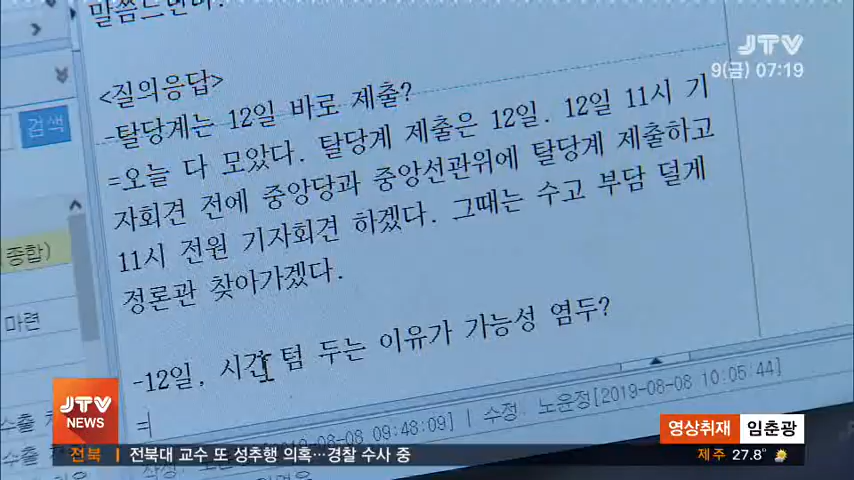 말씀드린다.
JTV
9(금) 07:19
<질의응답>
-탈당계는 12일 바로 제출?
검색
=오늘 다 모았다. 탈당계 제출은 12일. 12일 11시 기
자회견 전에 중앙당과 중앙선관위에 탈당계 제출하고
11시 전원 기자회견 하겠다. 그때는 수고 부담 덜게
종합)
정론관 찾아가겠다.
마련
-12일, 시간 텀 두는 이유가 가능성 염두?
=
2019-08-08 09:48:09] | 수정 : 노윤정[2019-08-08 10:05:44]
JTV
NEWS
영상취재 임춘광
전북 | 전북대 교수 또 성추행 의혹…경찰 수사 중
제주 27.8°